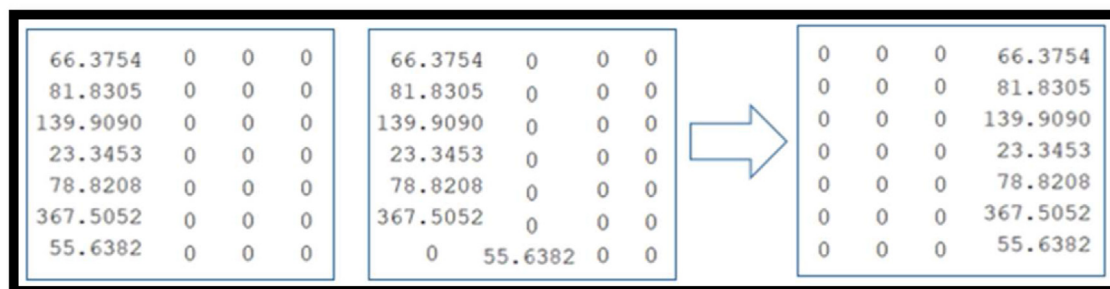 66.3754 0 0 0
81.8305 0 0 0
139.9090 0 0 0
23.3453 0 0 0
78.8208 0 0 0
367.5052 0 0 0
55.6382 0 0 0
66.3754 0 0 0
81.8305 0 0 0
139.9090 0 0 0
23.3453 0 0 0
78.8208 0 0 0
367.5052 0 0 0
0 55.6382 0 0
0 0 0 66.3754
0 0 0 81.8305
0 0 0 139.9090
0 0 0 23.3453
0 0 0 78.8208
0 0 0 367.5052
0 0 0 55.6382